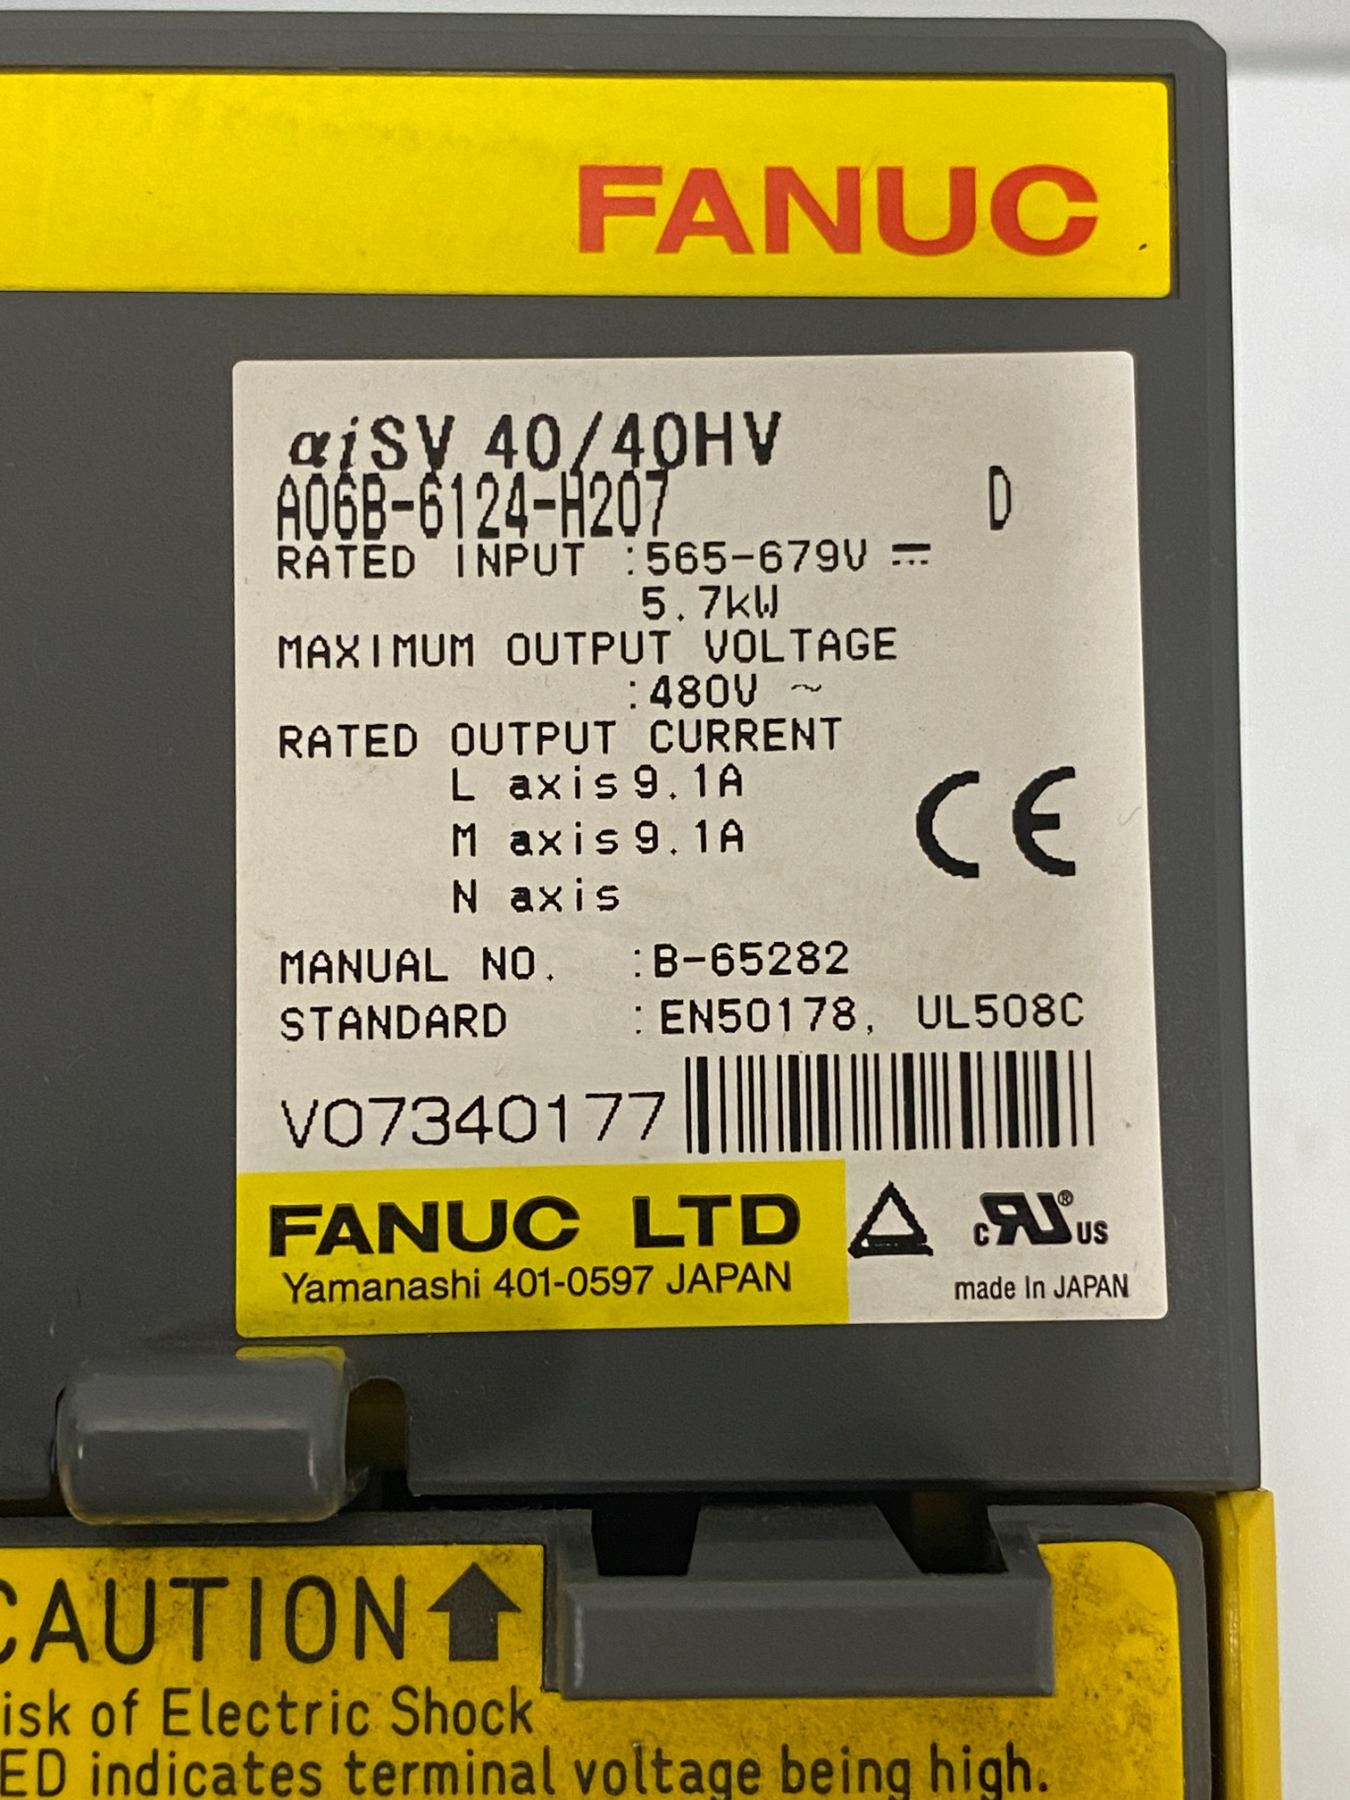 FANUC
αiSV 40/40HV
A06B-6124-H207 D
RATED INPUT :565-679V ⎓
5.7kW
MAXIMUM OUTPUT VOLTAGE
:480V ~
RATED OUTPUT CURRENT
L axis 9.1A
M axis 9.1A
N axis
CE
MANUAL NO. :B-65282
STANDARD :EN50178, UL508C
V07340177
FANUC LTD
Yamanashi 401-0597 JAPAN
c RU ® US
made In JAPAN
CAUTION
isk of Electric Shock
ED indicates terminal voltage being high.